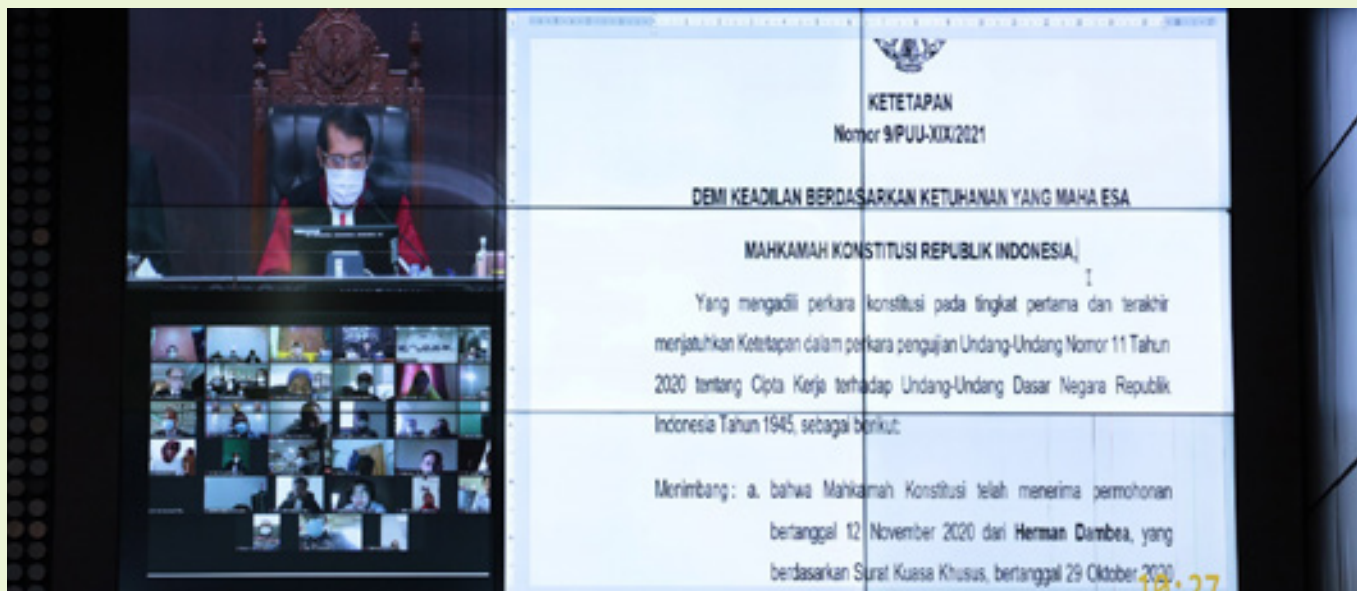 KETETAPAN
Nomor 9/PUU-XIX/2021
DEMI KEADILAN BERDASARKAN KETUHANAN YANG MAHA ESA
MAHKAMAH KONSTITUSI REPUBLIK INDONESIA,
Yang mengadili perkara konstitusi pada tingkat pertama dan terakhir
menjatuhkan Ketetapan dalam perkara pengujian Undang-Undang Nomor 11 Tahun
2020 tentang Cipta Kerja terhadap Undang-Undang Dasar Negara Republik
Indonesia Tahun 1945, sebagai berikut:
Menimbang : a. bahwa Mahkamah Konstitusi telah menerima permohonan
bertanggal 12 November 2020 dari Herman Dambea, yang
berdasarkan Surat Kuasa Khusus, bertanggal 29 Oktober 2020
10:27